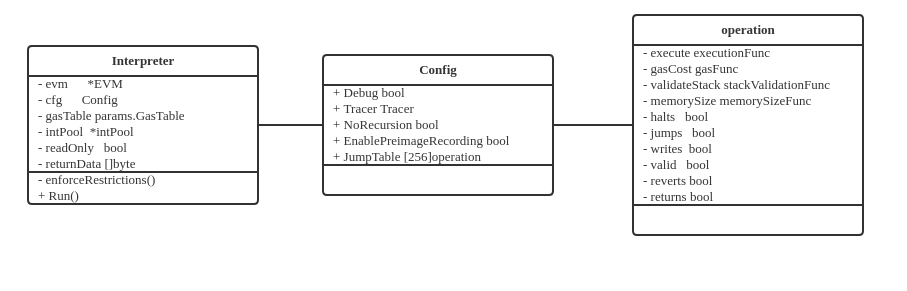 Interpreter
- evm *EVM
- cfg Config
- gasTable params.GasTable
- intPool *intPool
- readOnly bool
- returnData []byte
- enforceRestrictions()
+ Run()
Config
+ Debug bool
+ Tracer Tracer
+ NoRecursion bool
+ EnablePreimageRecording bool
+ JumpTable [256]operation
operation
- execute executionFunc
- gasCost gasFunc
- validateStack stackValidationFunc
- memorySize memorySizeFunc
- halts bool
- jumps bool
- writes bool
- valid bool
- reverts bool
- returns bool